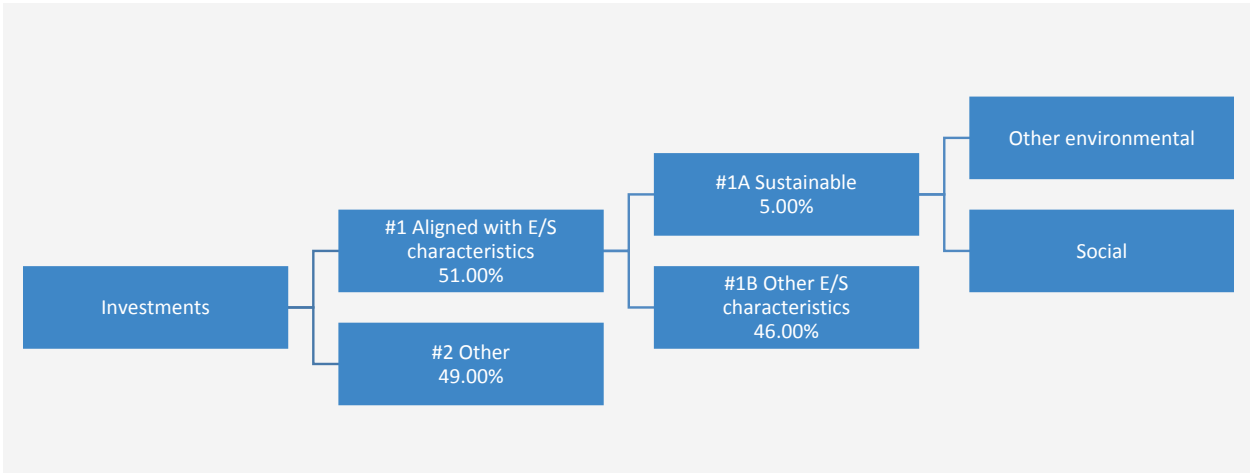 Investments
#1 Aligned with E/S
characteristics
51.00%
#2 Other
49.00%
#1A Sustainable
5.00%
#1B Other E/S
characteristics
46.00%
Other environmental
Social